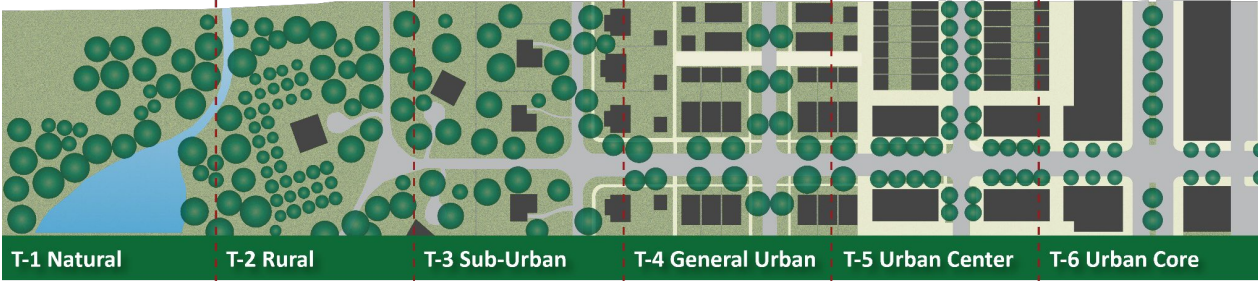 T-1 Natural
T-2 Rural
T-3 Sub-Urban
T-4 General Urban
T-5 Urban Center
T-6 Urban Core